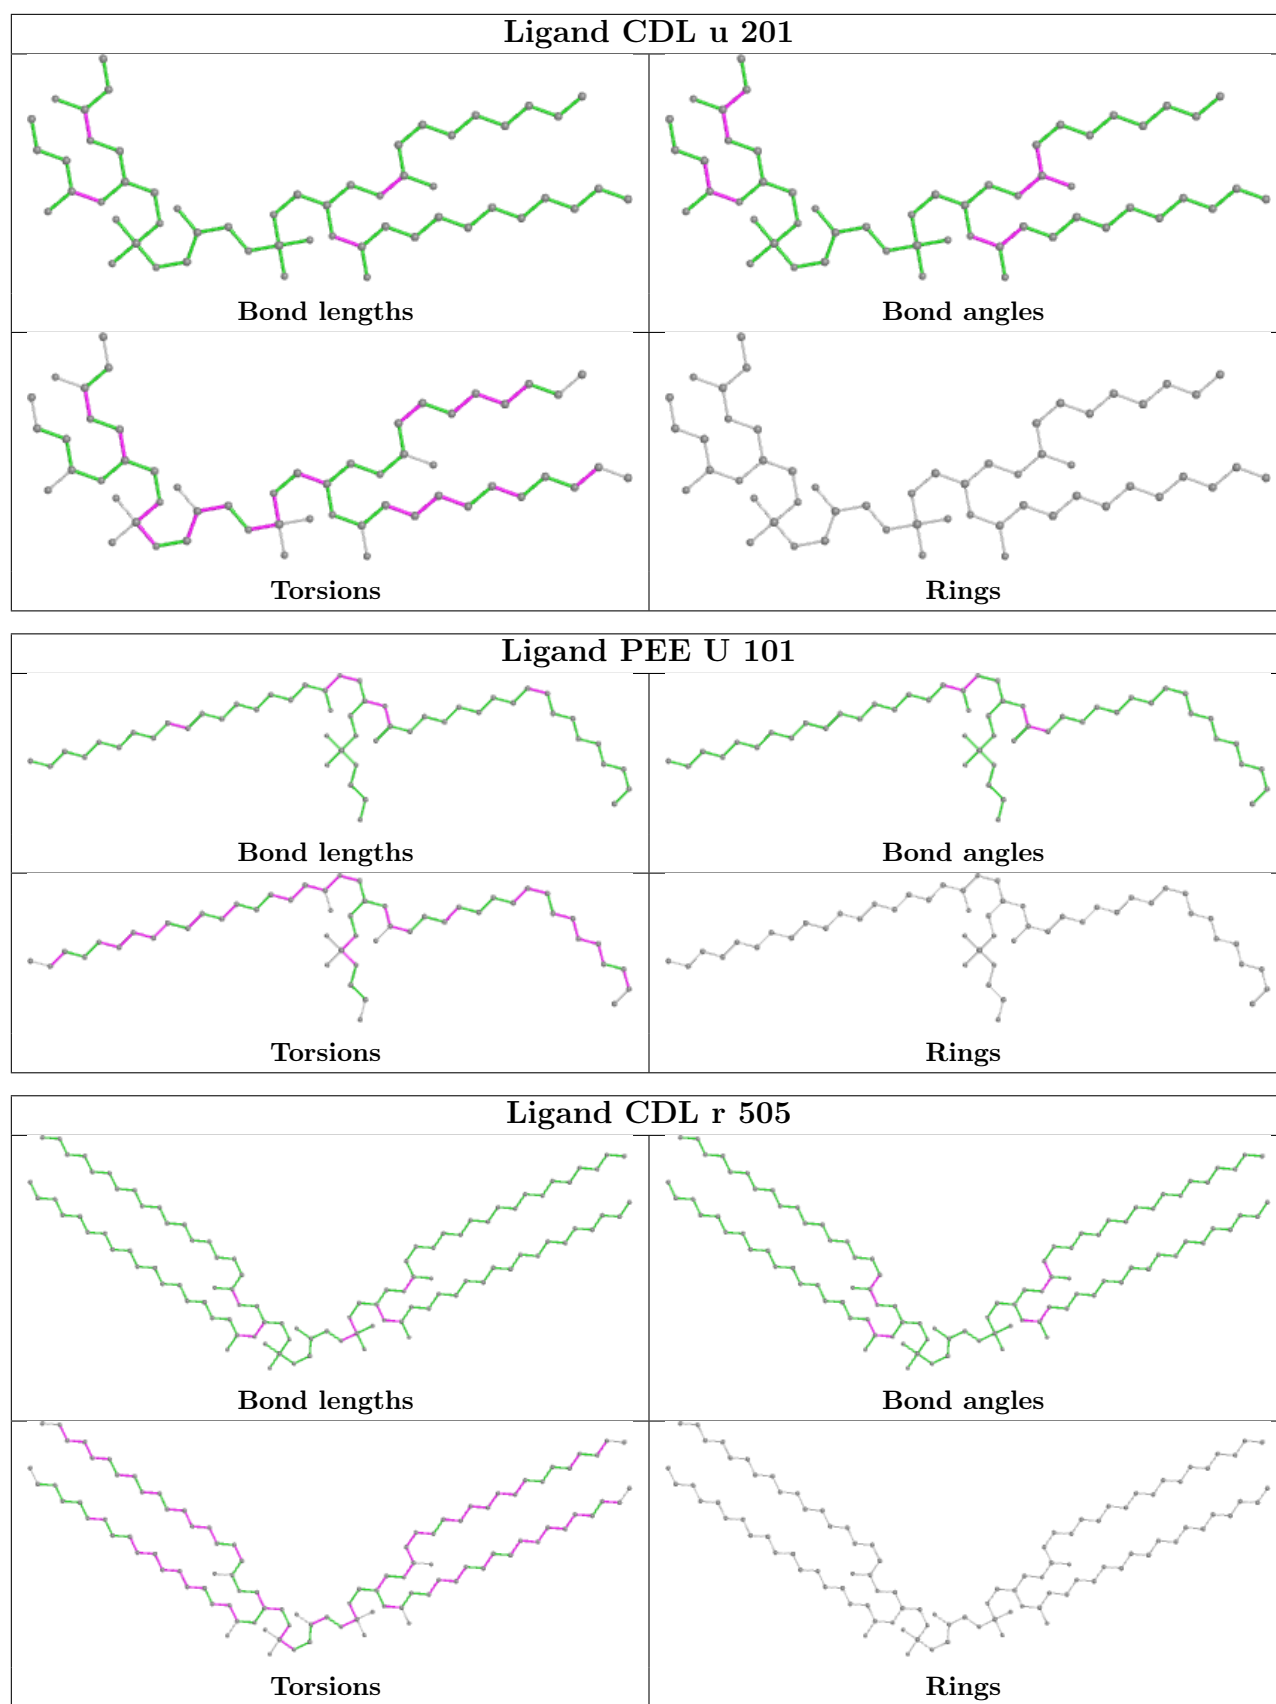 Ligand CDL u 201
Bond lengths
Bond angles
Torsions
Rings
Ligand PEE U 101
Bond lengths
Bond angles
Torsions
Rings
Ligand CDL r 505
Bond lengths
Bond angles
Torsions
Rings